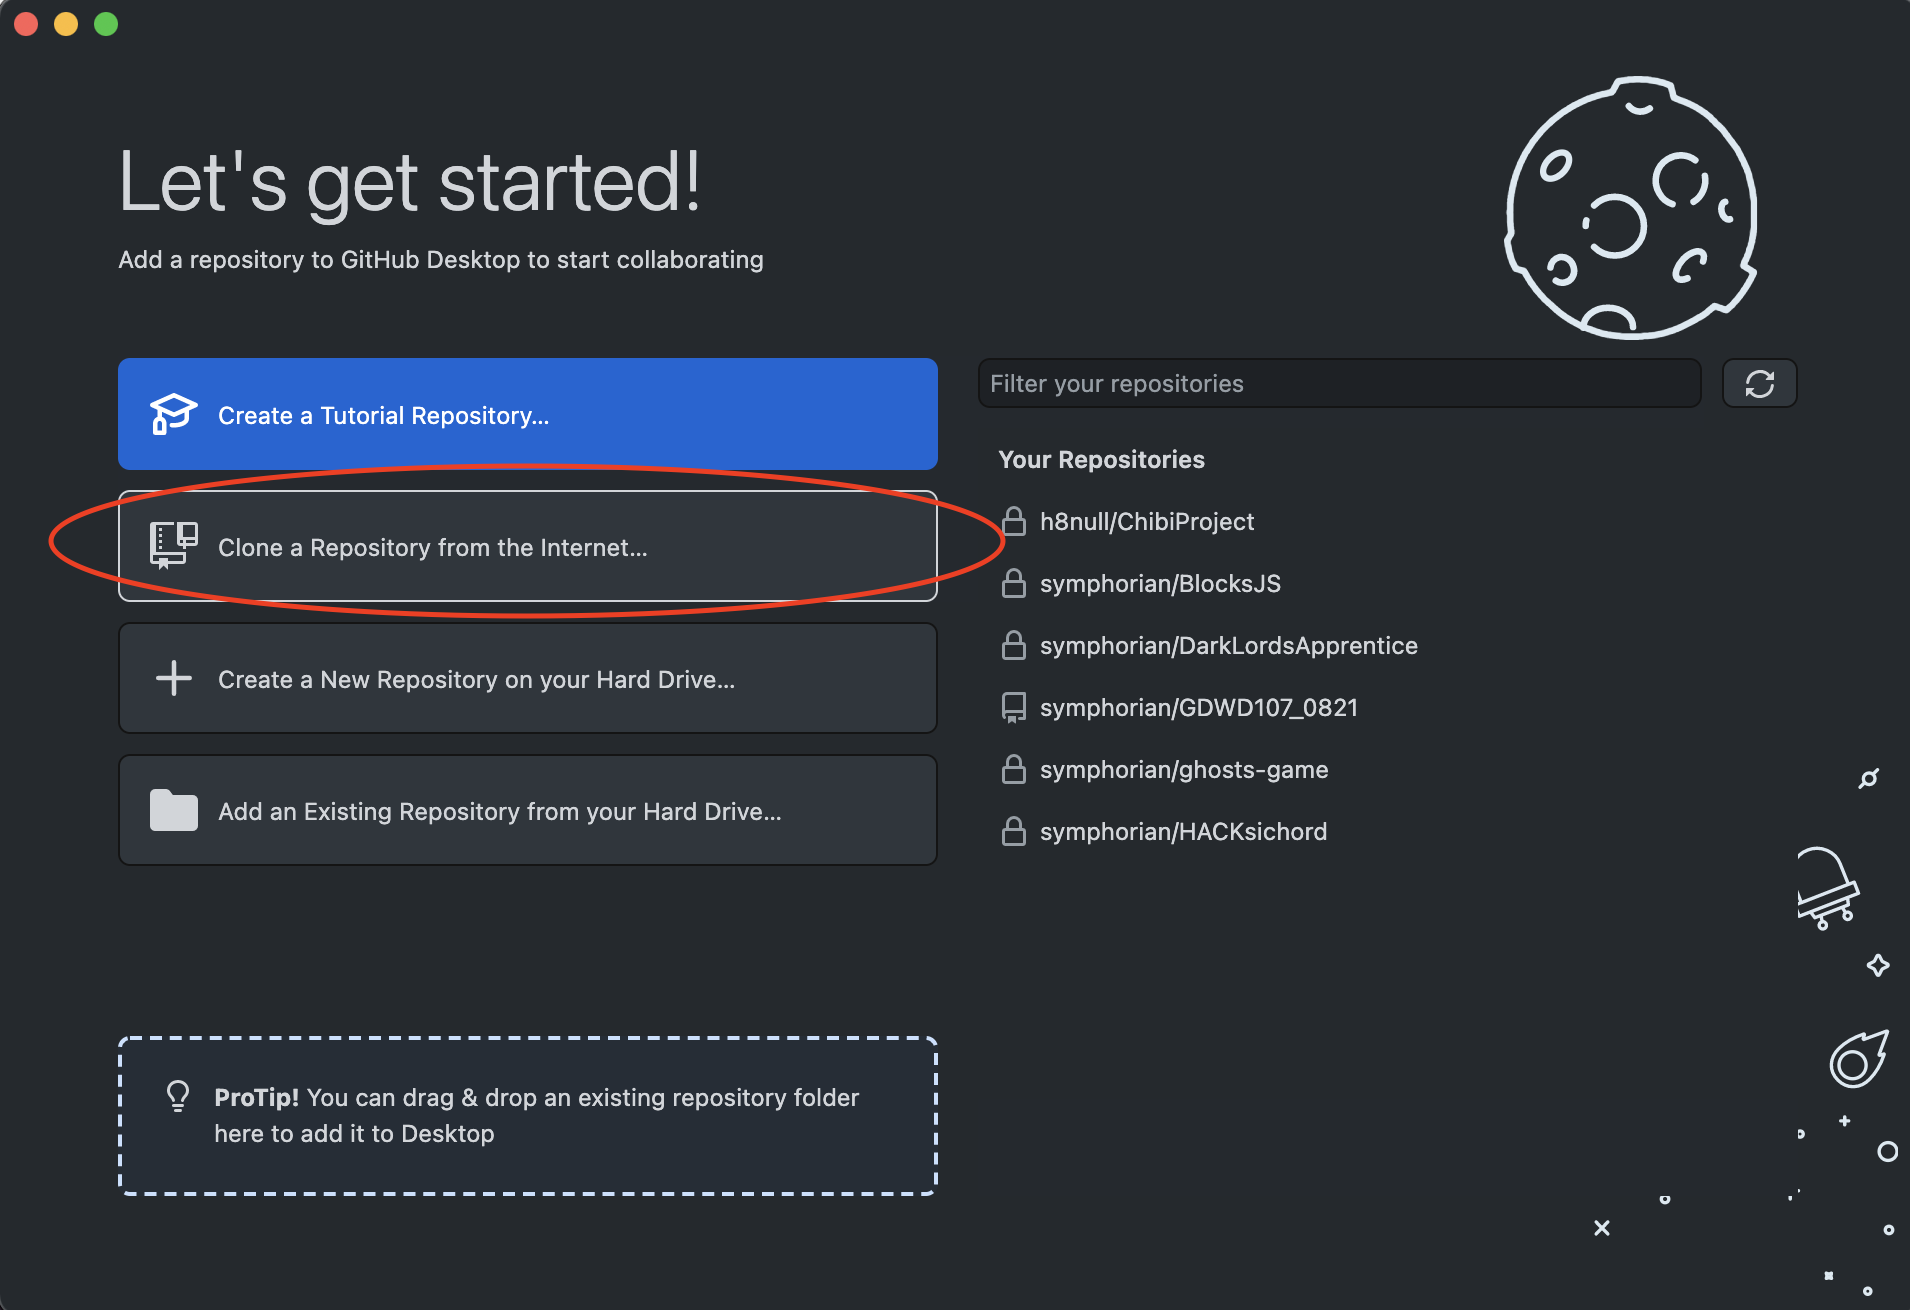 Let's get started!
Add a repository to GitHub Desktop to start collaborating
Create a Tutorial Repository...
Clone a Repository from the Internet...
Create a New Repository on your Hard Drive...
Add an Existing Repository from your Hard Drive...
ProTip! You can drag & drop an existing repository folder
here to add it to Desktop
Filter your repositories
Your Repositories
h8null/ChibiProject
symphorian/BlocksJS
symphorian/DarkLordsApprentice
symphorian/GDWD107_0821
symphorian/ghosts-game
symphorian/HACKsichord